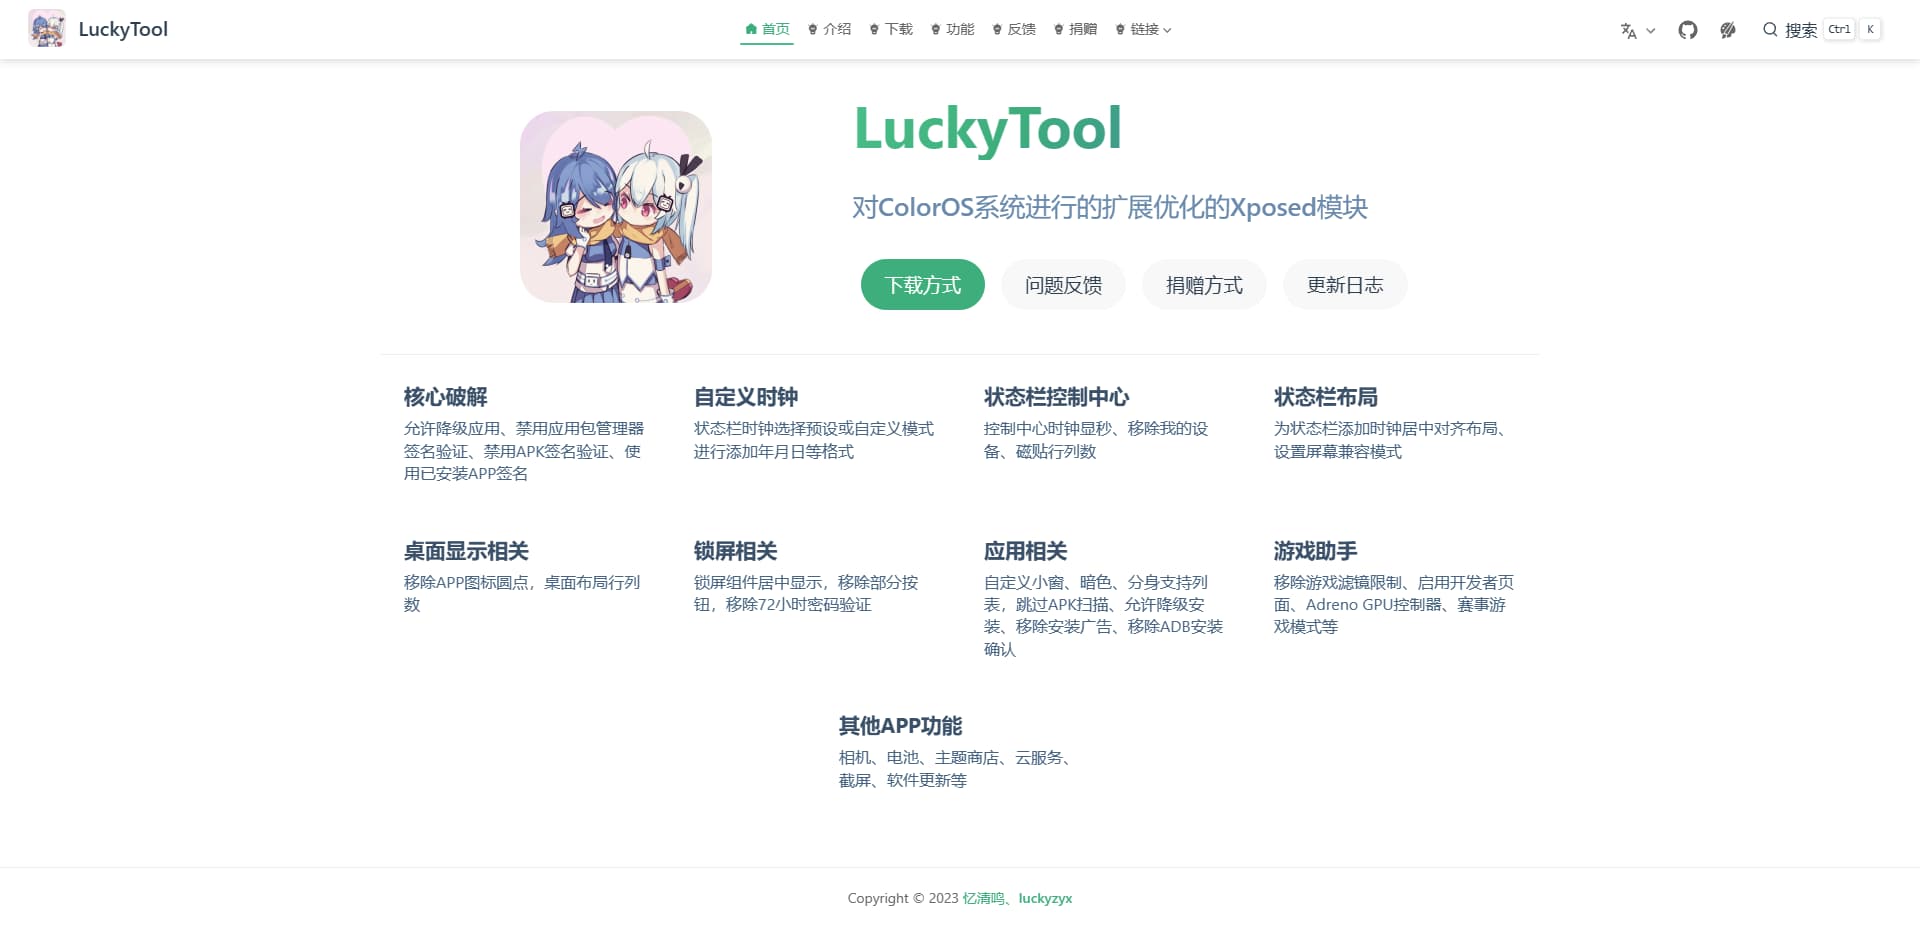 LuckyTool
首页 介绍 下载 功能 反馈 捐赠 链接
搜索 Ctrl K
LuckyTool
对ColorOS系统进行的扩展优化的Xposed模块
下载方式 问题反馈 捐赠方式 更新日志
核心破解
允许降级应用、禁用应用包管理器
签名验证、禁用APK签名验证、使
用已安装APP签名
自定义时钟
状态栏时钟选择预设或自定义模式
进行添加年月日等格式
状态栏控制中心
控制中心时钟显秒、移除我的设
备、磁贴行列数
状态栏布局
为状态栏添加时钟居中对齐布局、
设置屏幕兼容模式
桌面显示相关
移除APP图标圆点，桌面布局行列
数
锁屏相关
锁屏组件居中显示，移除部分按
钮，移除72小时密码验证
应用相关
自定义小窗、暗色、分身支持列
表，跳过APK扫描、允许降级安
装、移除安装广告、移除ADB安装
确认
游戏助手
移除游戏滤镜限制、启用开发者页
面、Adreno GPU控制器、赛事游
戏模式等
其他APP功能
相机、电池、主题商店、云服务、
截屏、软件更新等
Copyright © 2023 忆清鸣、luckyzyx